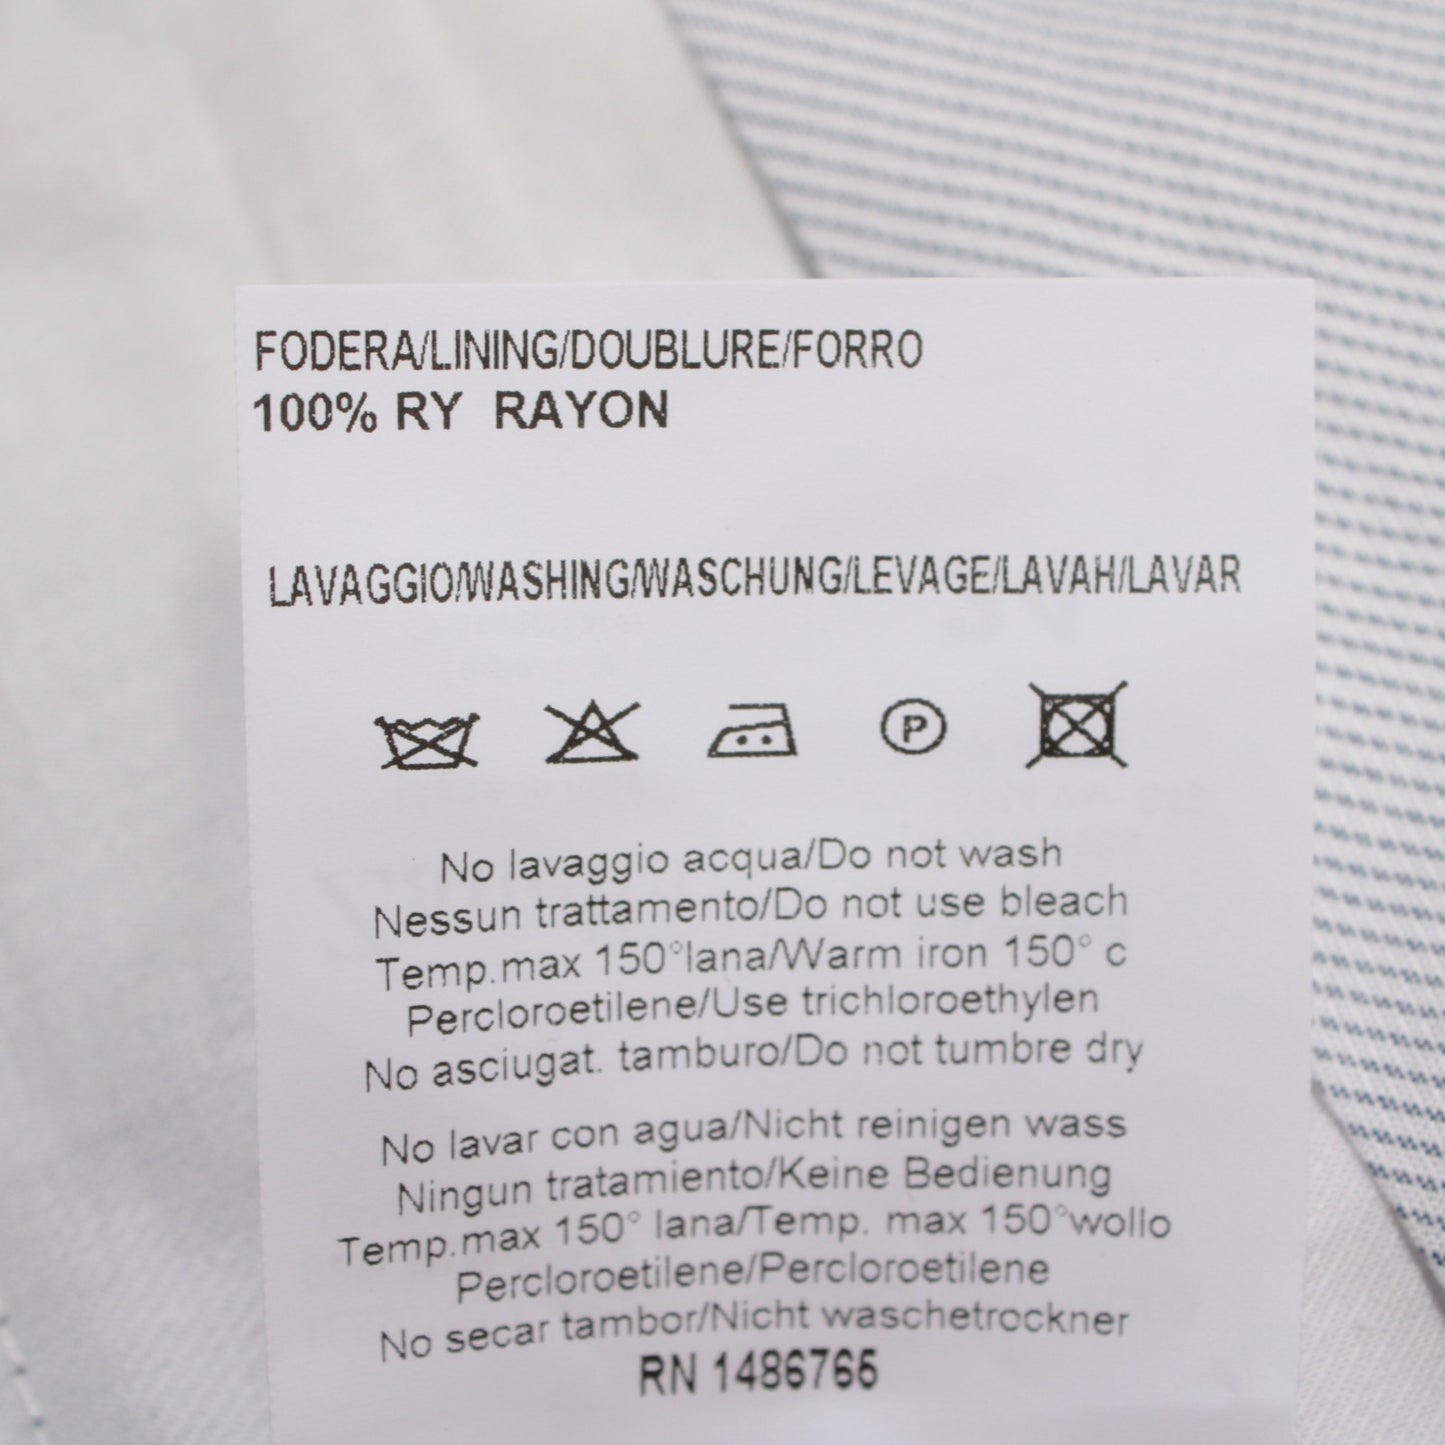 FODERA/LINING/DOUBLURE/FORRO
100% RY RAYON
LAVAGGIO/WASHING/WASCHUNG/LEVAGE/LAVAH/LAVAR
P
No lavaggio acqua/Do not wash
Nessun trattamento/Do not use bleach
Temp.max 150°lana/Warm iron 150° c
Percloroetilene/Use trichloroethylen
No asciugat. tamburo/Do not tumbre dry
No lavar con agua/Nicht reinigen wass
Ningun tratamiento/Keine Bedienung
Temp.max 150° lana/Temp. max 150°wollo
Percloroetilene/Percloroetilene
No secar tambor/Nicht waschetrockner
RN 1486765